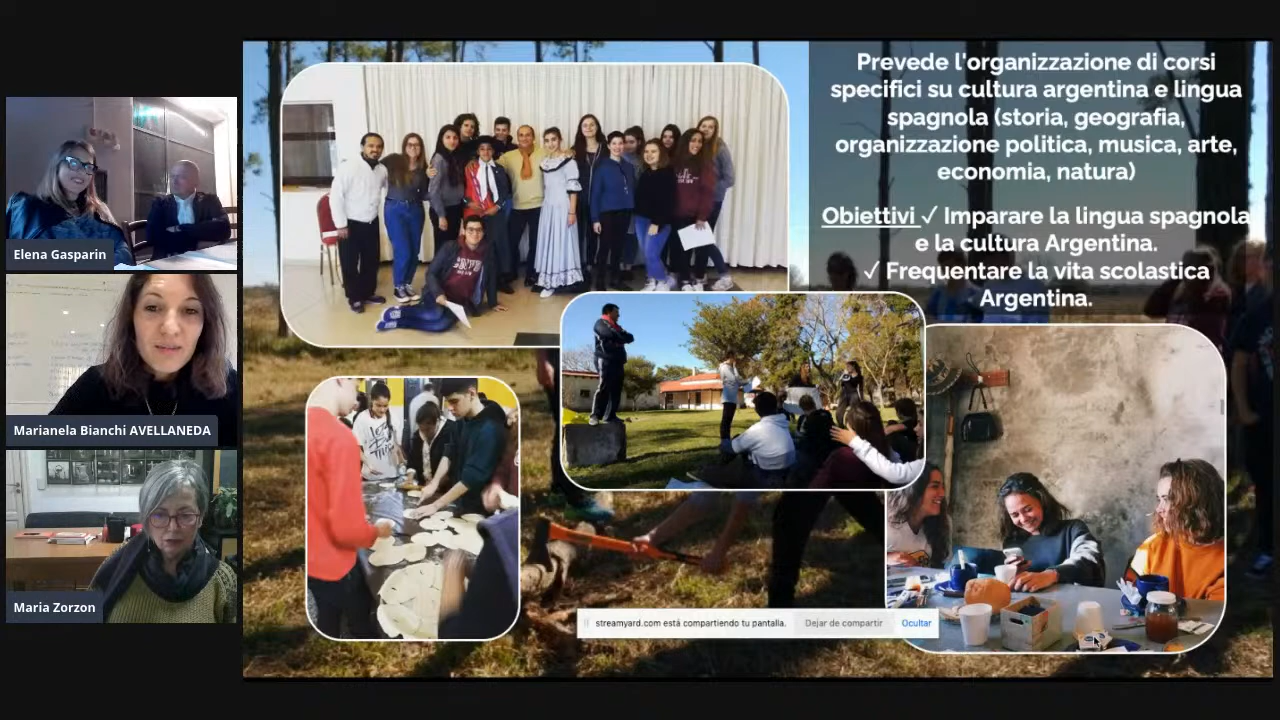 Elena Gasparin
Marianela Bianchi AVELLANEDA
Maria Zorzon
Prevede l'organizzazione di corsi
specifici su cultura argentina e lingua
spagnola (storia, geografia,
organizzazione politica, musica, arte,
economia, natura)
Obiettivi ✓ Imparare la lingua spagnola
e la cultura Argentina.
✓ Frequentare la vita scolastica
Argentina.
streamyard.com está compartiendo tu pantalla.
Dejar de compartir
Ocultar